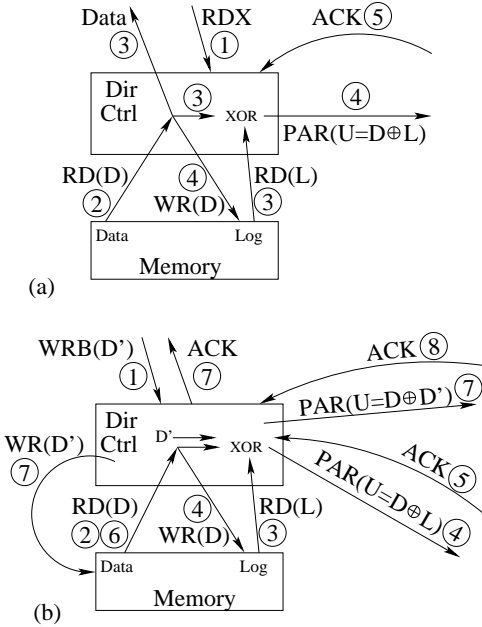 Data ③
RDX ①
ACK ⑤
Dir Ctrl
③
XOR
④
PAR(U=D⊕L)
RD(D) ②
④ WR(D)
RD(L) ③
Data
Log
Memory
(a)
WRB(D') ①
ACK ⑦
ACK ⑧
PAR(U=D⊕D') ⑦
WR(D') ⑦
Dir Ctrl
D'
XOR
ACK ⑤
PAR(U=D⊕L) ④
RD(D) ② ⑥
④ WR(D)
RD(L) ③
Data
Log
Memory
(b)